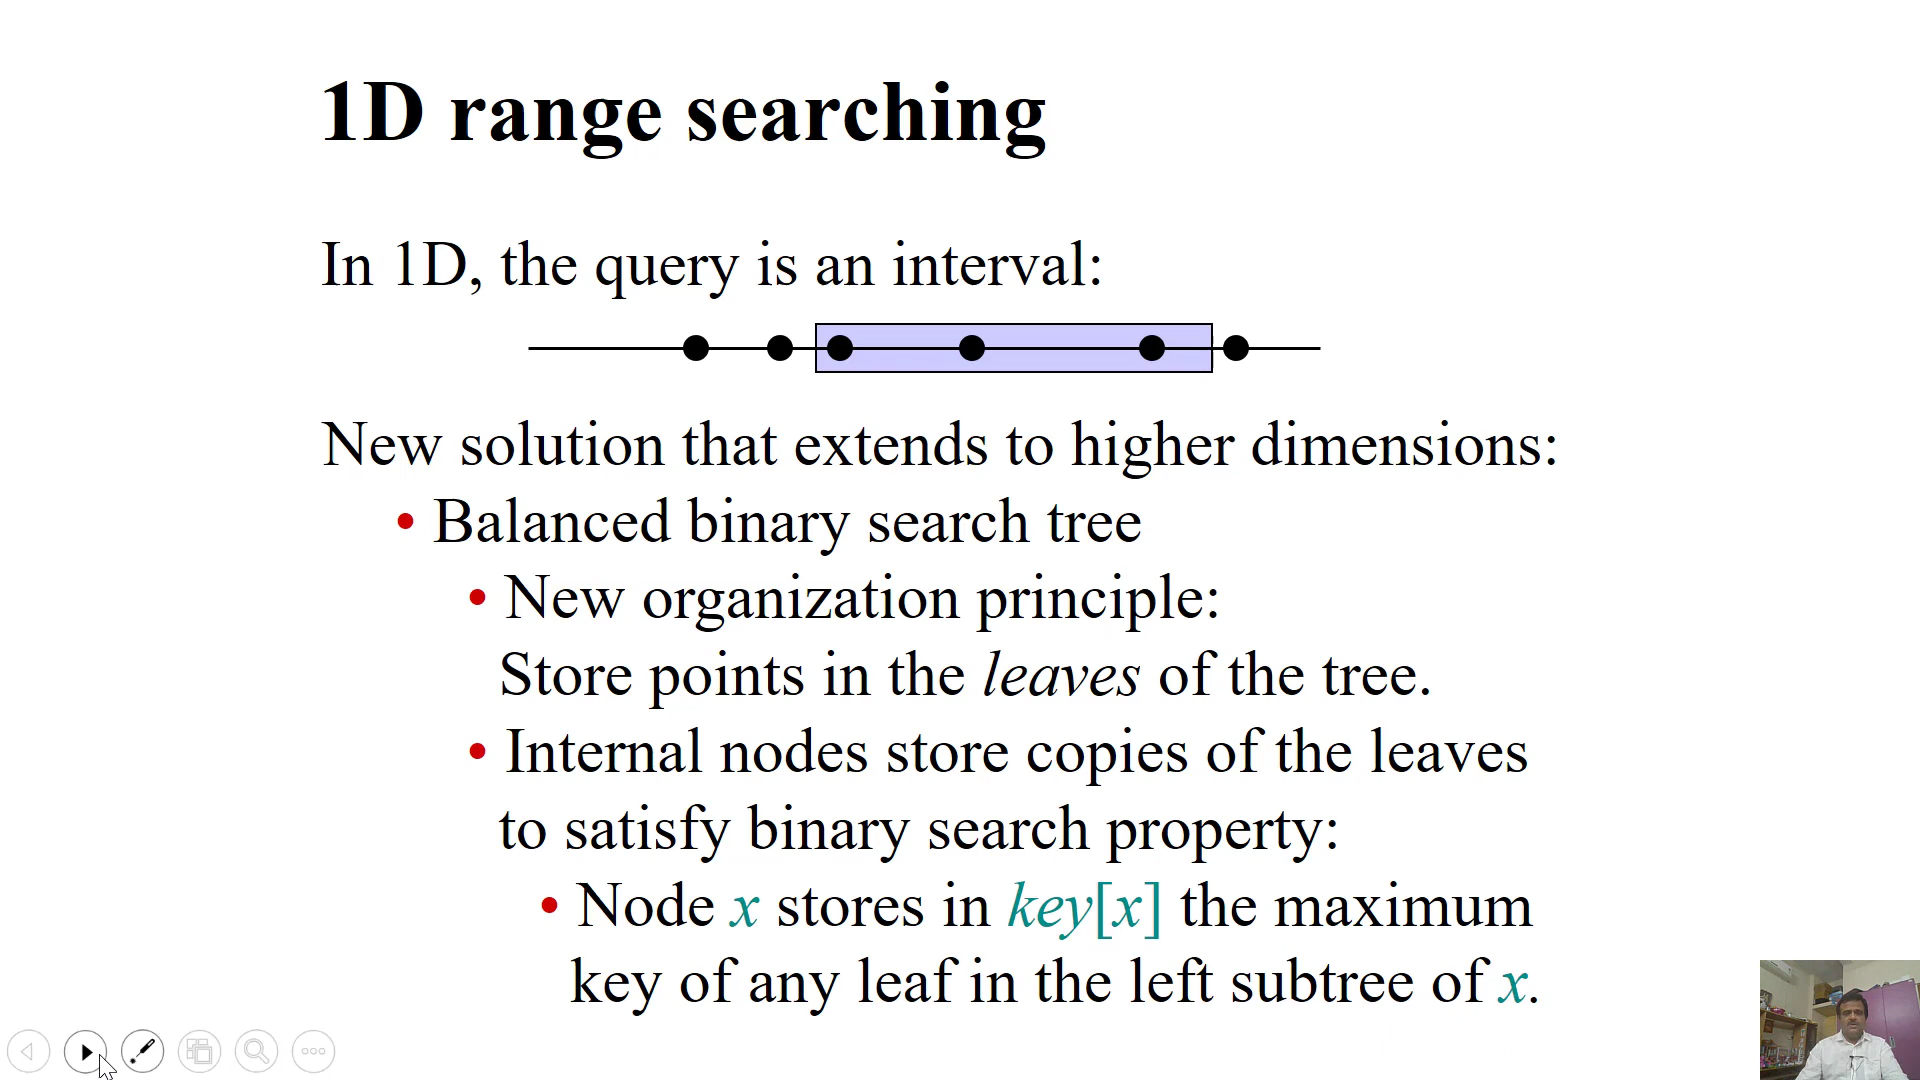 1D range searching
In 1D, the query is an interval:
New solution that extends to higher dimensions:
• Balanced binary search tree
• New organization principle:
Store points in the leaves of the tree.
• Internal nodes store copies of the leaves
to satisfy binary search property:
• Node x stores in key[x] the maximum
key of any leaf in the left subtree of x.